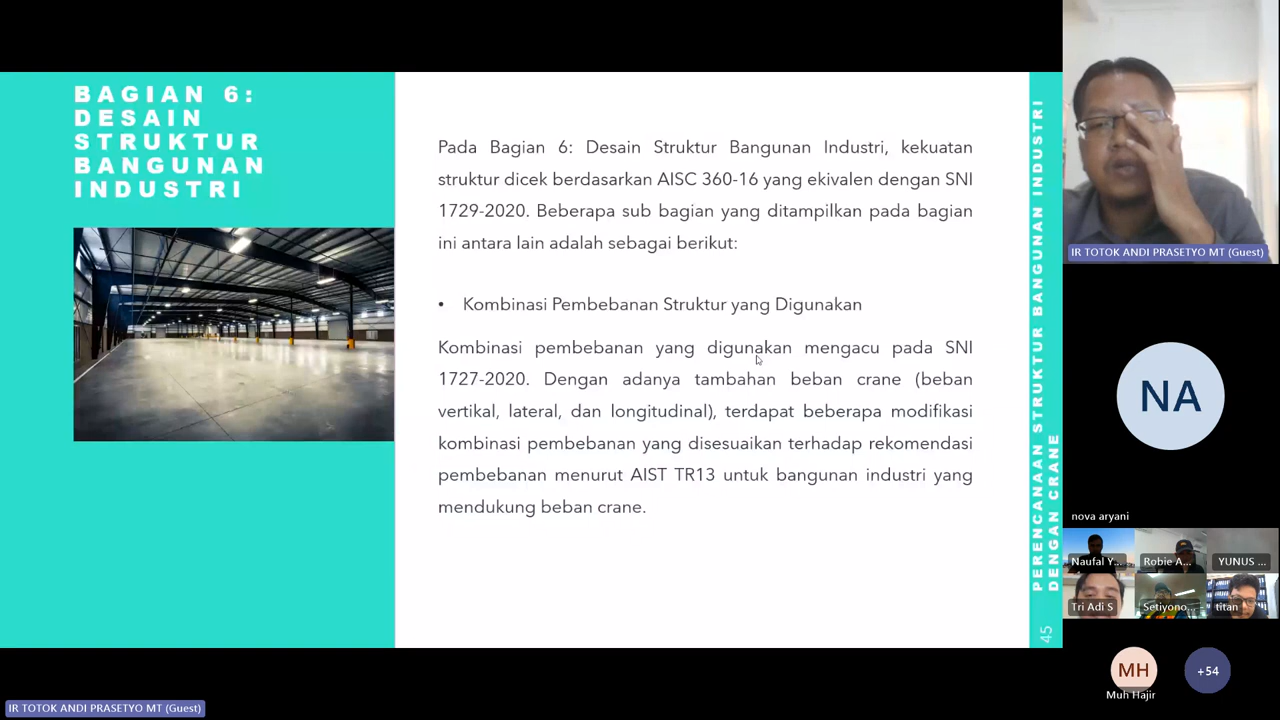 BAGIAN 6:
DESAIN
STRUKTUR
BANGUNAN
INDUSTRI
Pada Bagian 6: Desain Struktur Bangunan Industri, kekuatan
struktur dicek berdasarkan AISC 360-16 yang ekivalen dengan SNI
1729-2020. Beberapa sub bagian yang ditampilkan pada bagian
ini antara lain adalah sebagai berikut:
• Kombinasi Pembebanan Struktur yang Digunakan
Kombinasi pembebanan yang digunakan mengacu pada SNI
1727-2020. Dengan adanya tambahan beban crane (beban
vertikal, lateral, dan longitudinal), terdapat beberapa modifikasi
kombinasi pembebanan yang disesuaikan terhadap rekomendasi
pembebanan menurut AIST TR13 untuk bangunan industri yang
mendukung beban crane.
PERENCANAAN STRUKTUR BANGUNAN INDUSTRI
DENGAN CRANE
45
IR TOTOK ANDI PRASETYO MT (Guest)
NA
nova aryani
Naufal Y...
Robie A...
YUNUS ...
Tri Adi S
Setiyono...
titan
MH
+54
Muh Hajir
IR TOTOK ANDI PRASETYO MT (Guest)